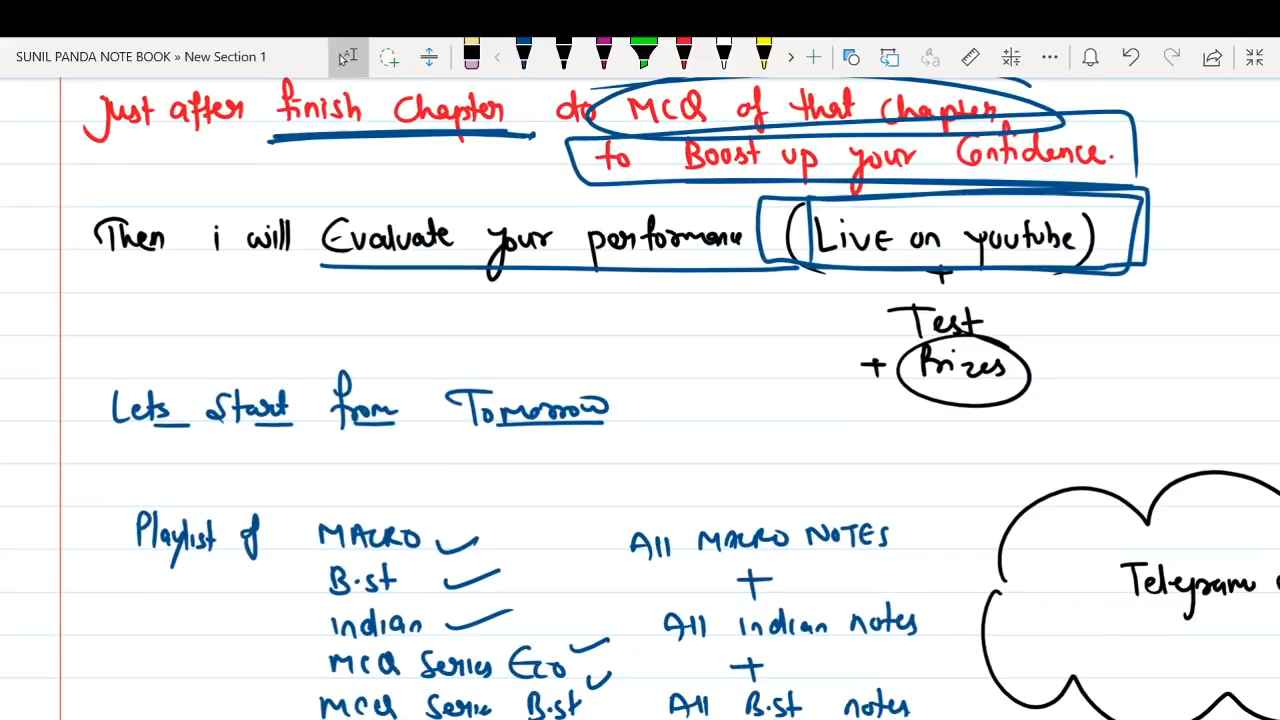 SUNIL PANDA NOTE BOOK » New Section 1
Just after finish Chapter do MCQ of that Chapter
to Boost up your Confidence.
Then i will Evaluate your performance (Live on youtube)
+
Test
+ Prizes
Lets Start from Tomorrow
Playlist of MACRO ✓ All MACRO NOTES
B.st ✓ +
Indian ✓ All Indian notes
MCQ Series Eco ✓ +
MCQ Series B.st ✓ All B.st notes
Telegram